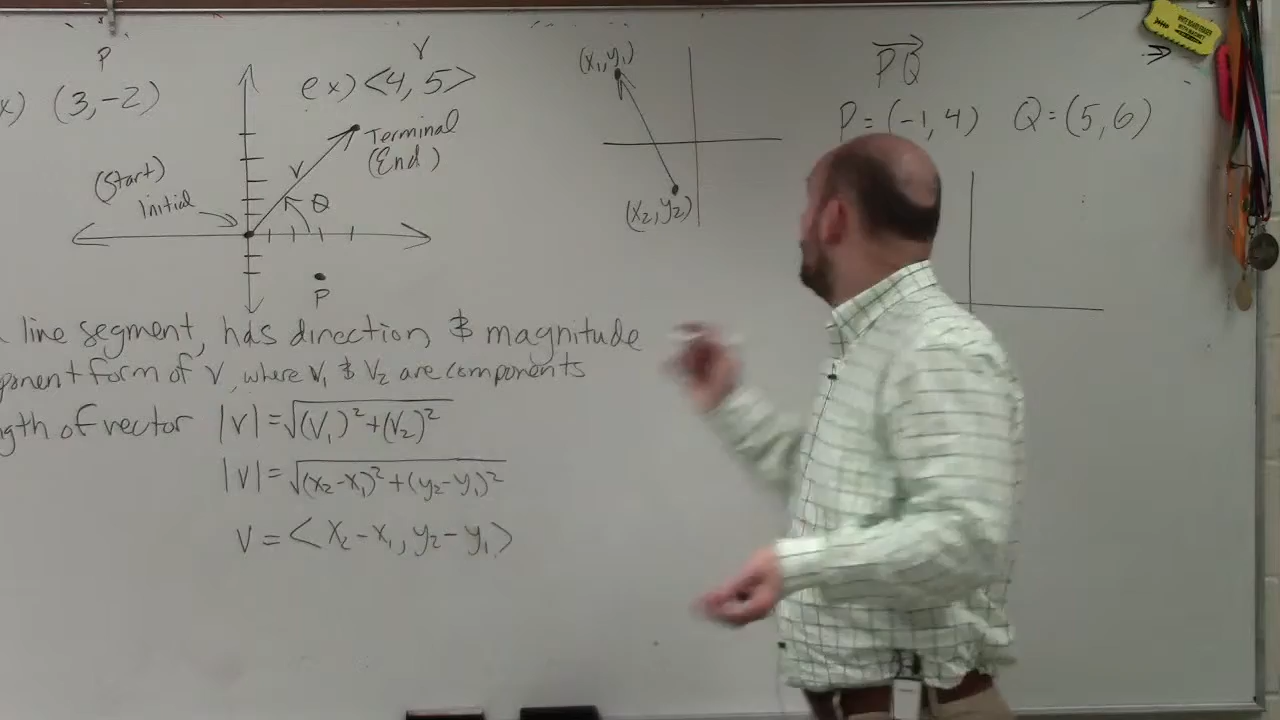 P
x) (3,-2)
V
ex) <4, 5>
Terminal
(End)
(Start)
Initial
V
θ
P
line segment, has direction & magnitude
ponent form of V, where V₁ & V₂ are components
ngth of vector |V| = √(V₁)² + (V₂)²
|V| = √(x₂-x₁)² + (y₂-y₁)²
V = <x₂-x₁, y₂-y₁>
(x₁,y₁)
(x₂,y₂)
PQ
P = (-1,4) Q = (5,6)